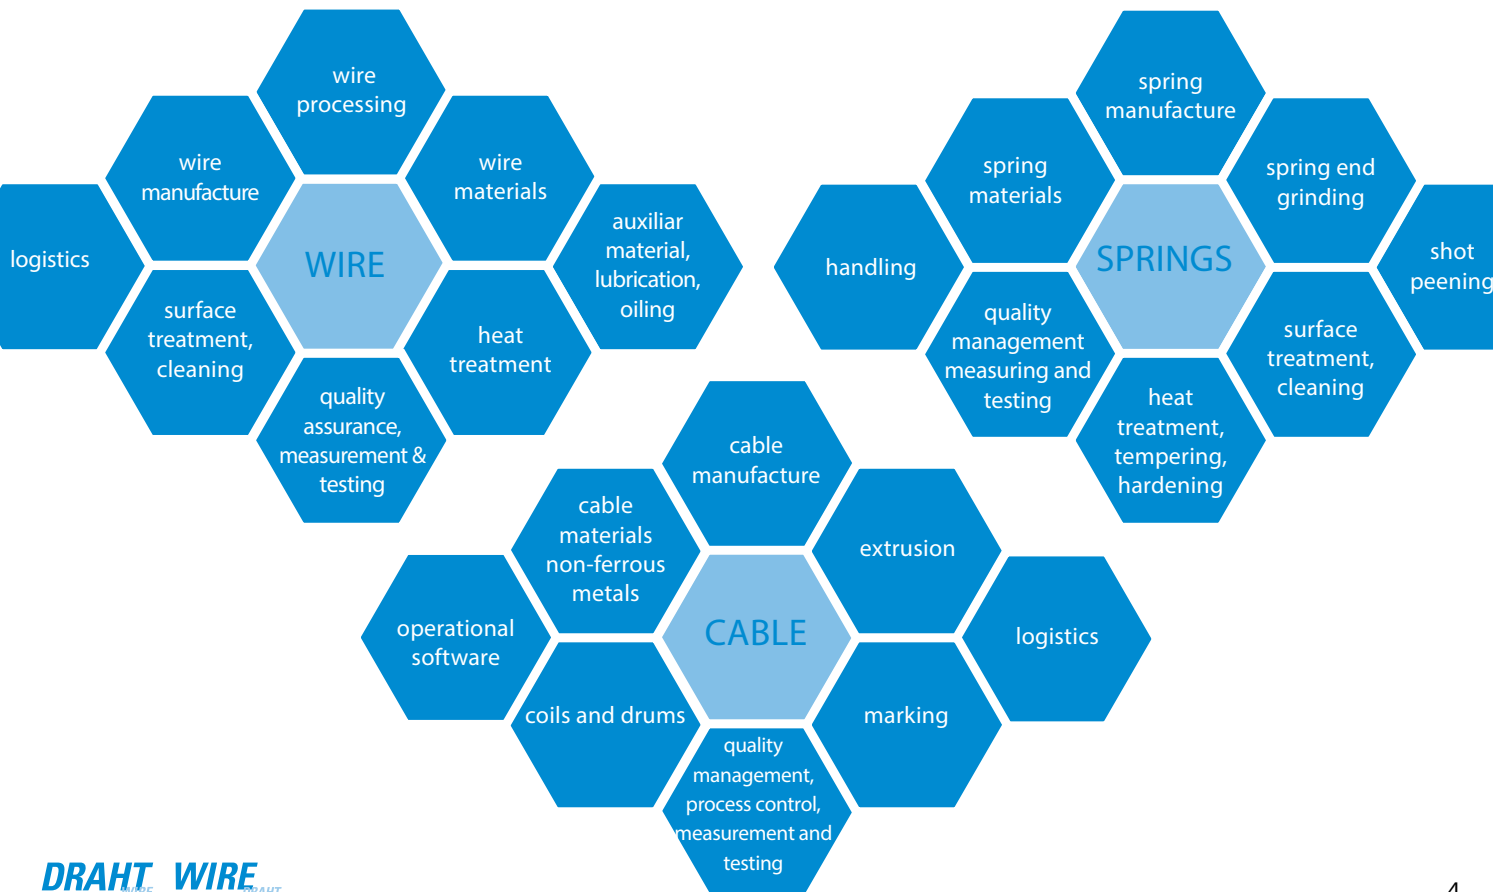 wire
processing
wire
manufacture
wire
materials
logistics
WIRE
auxiliar
material,
lubrication,
oiling
surface
treatment,
cleaning
heat
treatment
quality
assurance,
measurement &
testing
spring
manufacture
spring
materials
spring end
grinding
handling
SPRINGS
shot
peening
quality
management
measuring and
testing
surface
treatment,
cleaning
heat
treatment,
tempering,
hardening
cable
manufacture
cable
materials
non-ferrous
metals
extrusion
operational
software
CABLE
logistics
coils and drums
marking
quality
management,
process control,
measurement and
testing
DRAHT WIRE
WIRE DRAHT
4